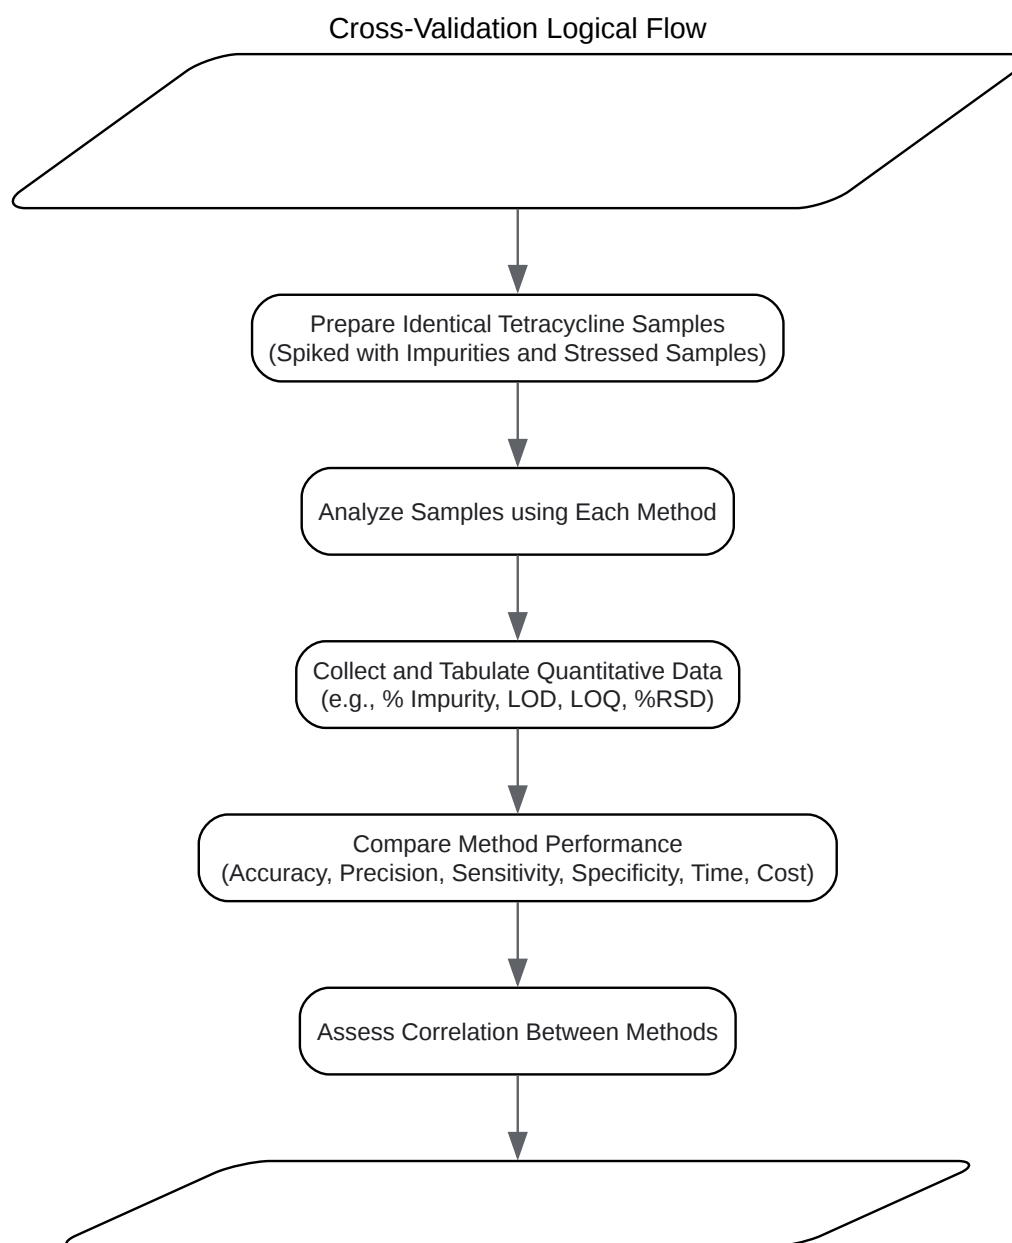 Cross-Validation Logical Flow
Prepare Identical Tetracycline Samples
(Spiked with Impurities and Stressed Samples)
Analyze Samples using Each Method
Collect and Tabulate Quantitative Data
(e.g., % Impurity, LOD, LOQ, %RSD)
Compare Method Performance
(Accuracy, Precision, Sensitivity, Specificity, Time, Cost)
Assess Correlation Between Methods